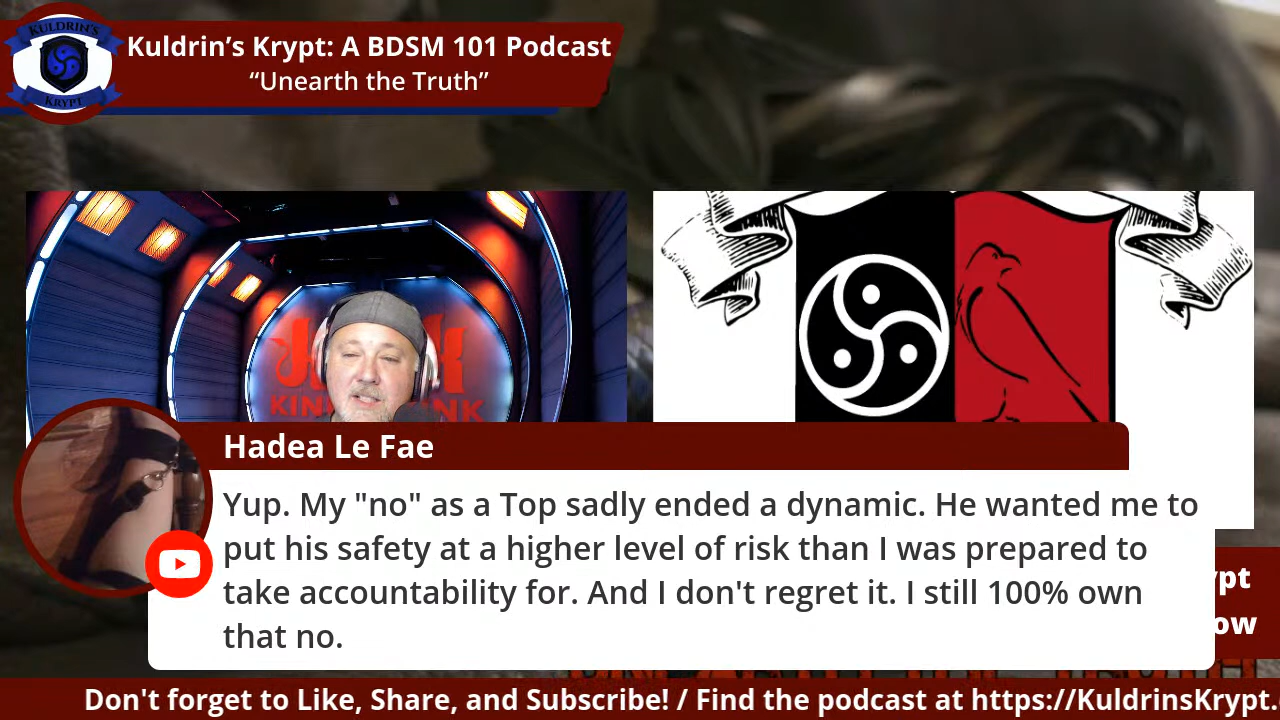 KULDRIN'S
KRYPT
Kuldrin’s Krypt: A BDSM 101 Podcast
“Unearth the Truth”
Hadea Le Fae
Yup. My "no" as a Top sadly ended a dynamic. He wanted me to
put his safety at a higher level of risk than I was prepared to
take accountability for. And I don't regret it. I still 100% own
that no.
Don't forget to Like, Share, and Subscribe! / Find the podcast at https://KuldrinsKrypt.